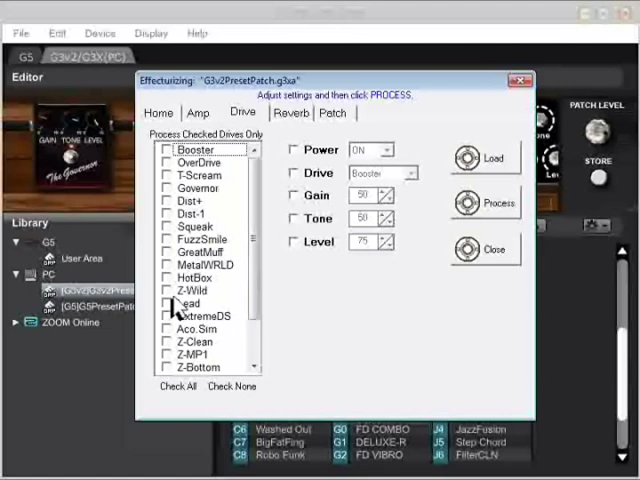 File Edit Device Display Help
G5 G3v2/G3X(PC)
Editor
Effecturizing: "G3v2PresetPatch.g3xa"
Adjust settings and then click PROCESS.
Home Amp Drive Reverb Patch
Process Checked Drives Only
Booster
OverDrive
T-Scream
Governor
Dist+
Dist-1
Squeak
FuzzSmile
GreatMuff
MetalWRLD
HotBox
Z-Wild
Lead
ExtremeDS
Aco.Sim
Z-Clean
Z-MP1
Z-Bottom
Check All Check None
Power ON
Drive Booster
Gain 50
Tone 50
Level 75
Load
Process
Close
GAIN TONE LEVEL
The Governor
PATCH LEVEL
STORE
Library
G5
User Area
PC
[G3v2]G3v2Prese
[G5]G5PresetPatc
ZOOM Online
C6 Washed Out G0 FD COMBO J4 JazzFusion
C7 BigFatFing G1 DELUXE-R J5 Step Chord
C8 Robo Funk G2 FD VIBRO J6 FilterCLN